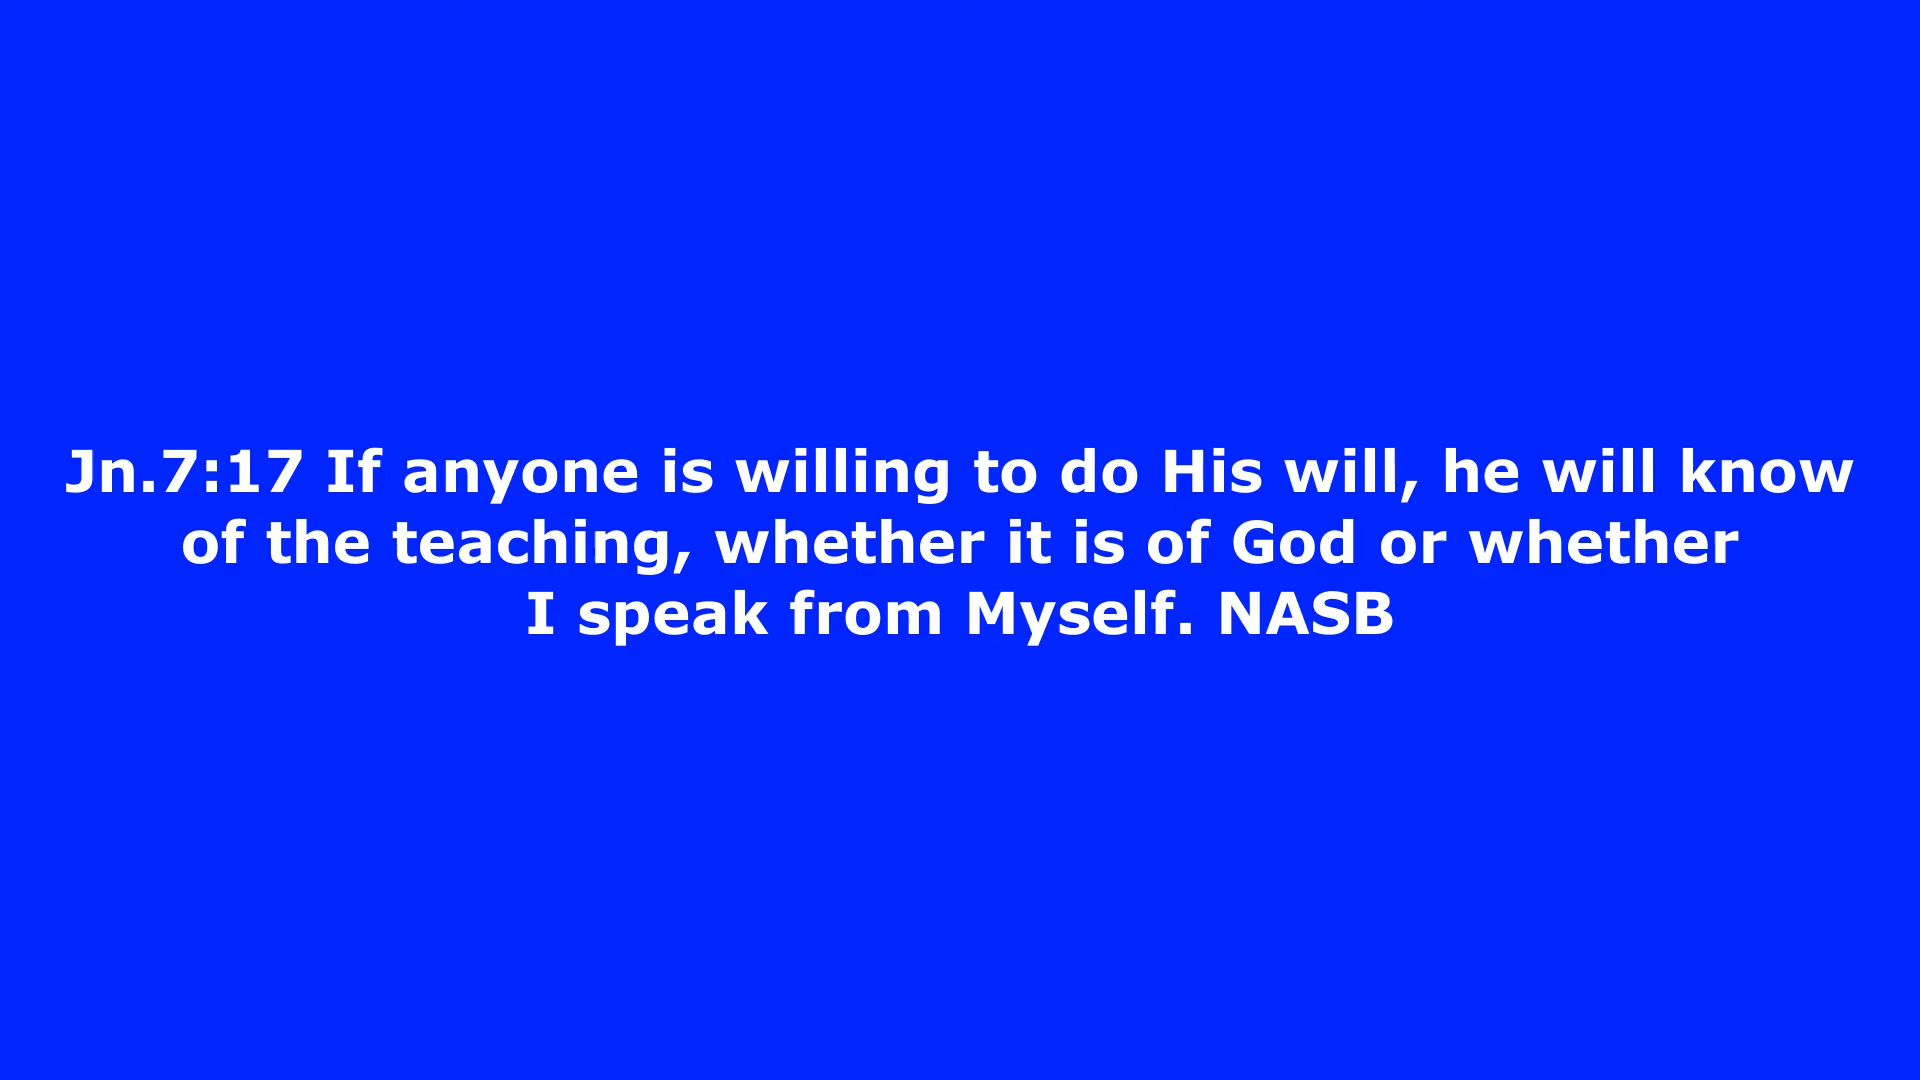 Jn.7:17 If anyone is willing to do His will, he will know
of the teaching, whether it is of God or whether
I speak from Myself. NASB